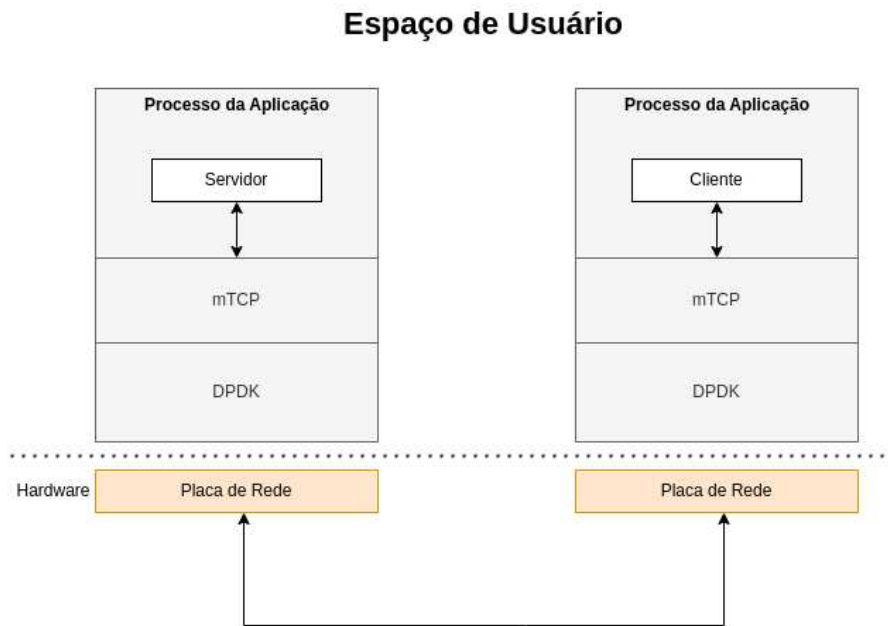 Espaço de Usuário
Processo da Aplicação
Servidor
mTCP
DPDK
Processo da Aplicação
Cliente
mTCP
DPDK
Hardware
Placa de Rede
Placa de Rede